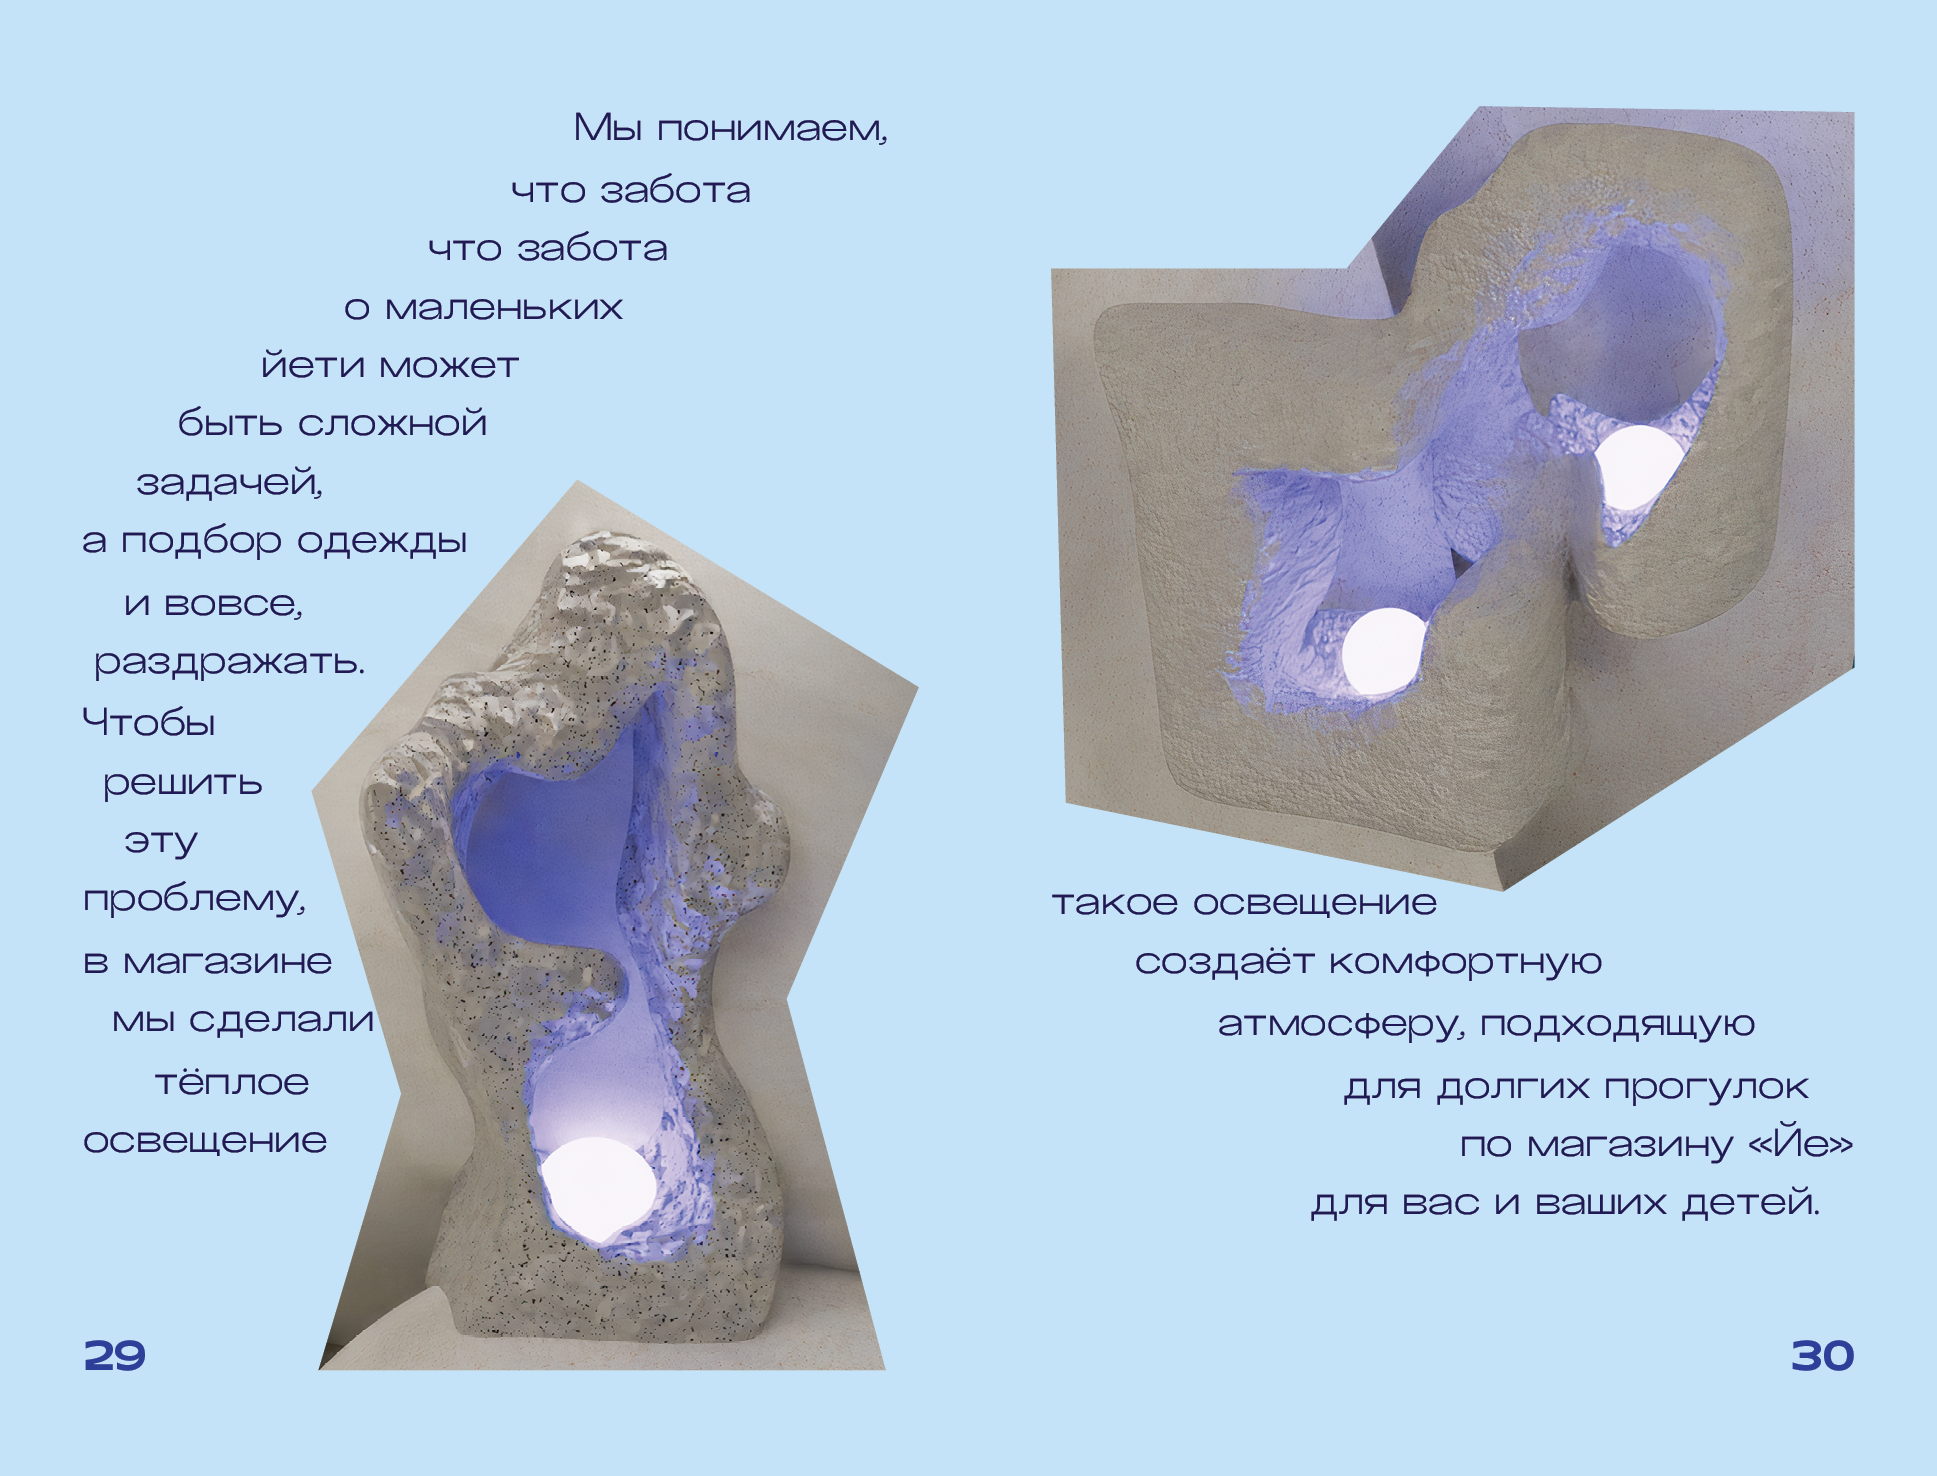 Мы понимаем,
что забота
что забота
о маленьких
йети может
быть сложной
задачей,
а подбор одежды
и вовсе,
раздражать.
Чтобы
решить
эту
проблему,
в магазине
мы сделали
тёплое
освещение
29
такое освещение
создаёт комфортную
атмосферу, подходящую
для долгих прогулок
по магазину «Йе»
для вас и ваших детей.
30